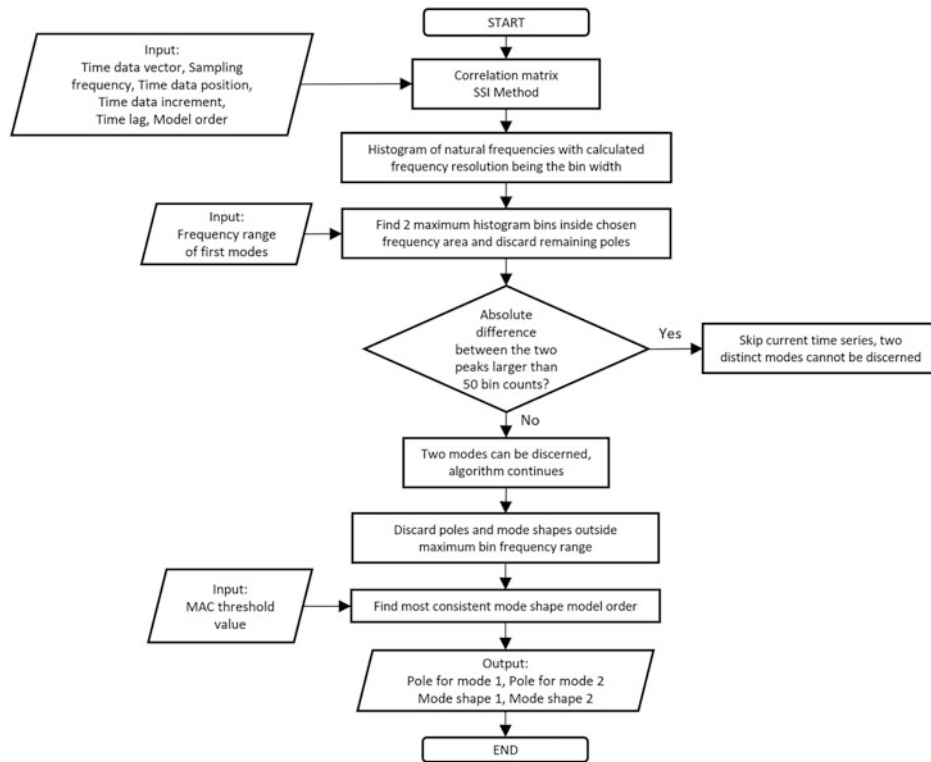 START
Input:
Time data vector, Sampling
frequency, Time data position,
Time data increment,
Time lag, Model order
Correlation matrix
SSI Method
Histogram of natural frequencies with calculated
frequency resolution being the bin width
Input:
Frequency range
of first modes
Find 2 maximum histogram bins inside chosen
frequency area and discard remaining poles
Absolute
difference
between the two
peaks larger than
50 bin counts?
Yes
Skip current time series, two
distinct modes cannot be discerned
No
Two modes can be discerned,
algorithm continues
Discard poles and mode shapes outside
maximum bin frequency range
Input:
MAC threshold
value
Find most consistent mode shape model order
Output:
Pole for mode 1, Pole for mode 2
Mode shape 1, Mode shape 2
END